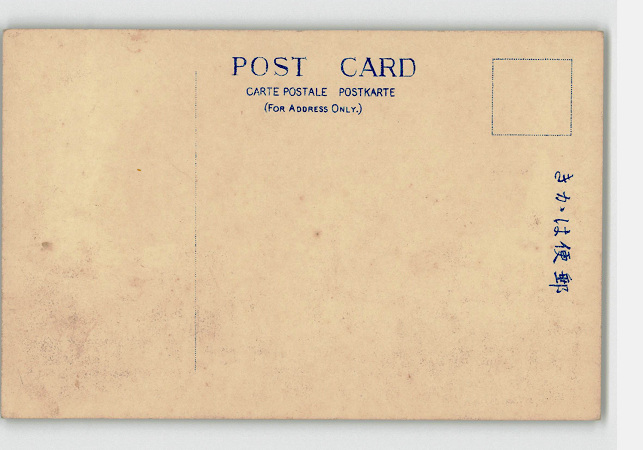 POST CARD
CARTE POSTALE POSTKARTE
(FOR ADDRESS ONLY.)
きかは便郵